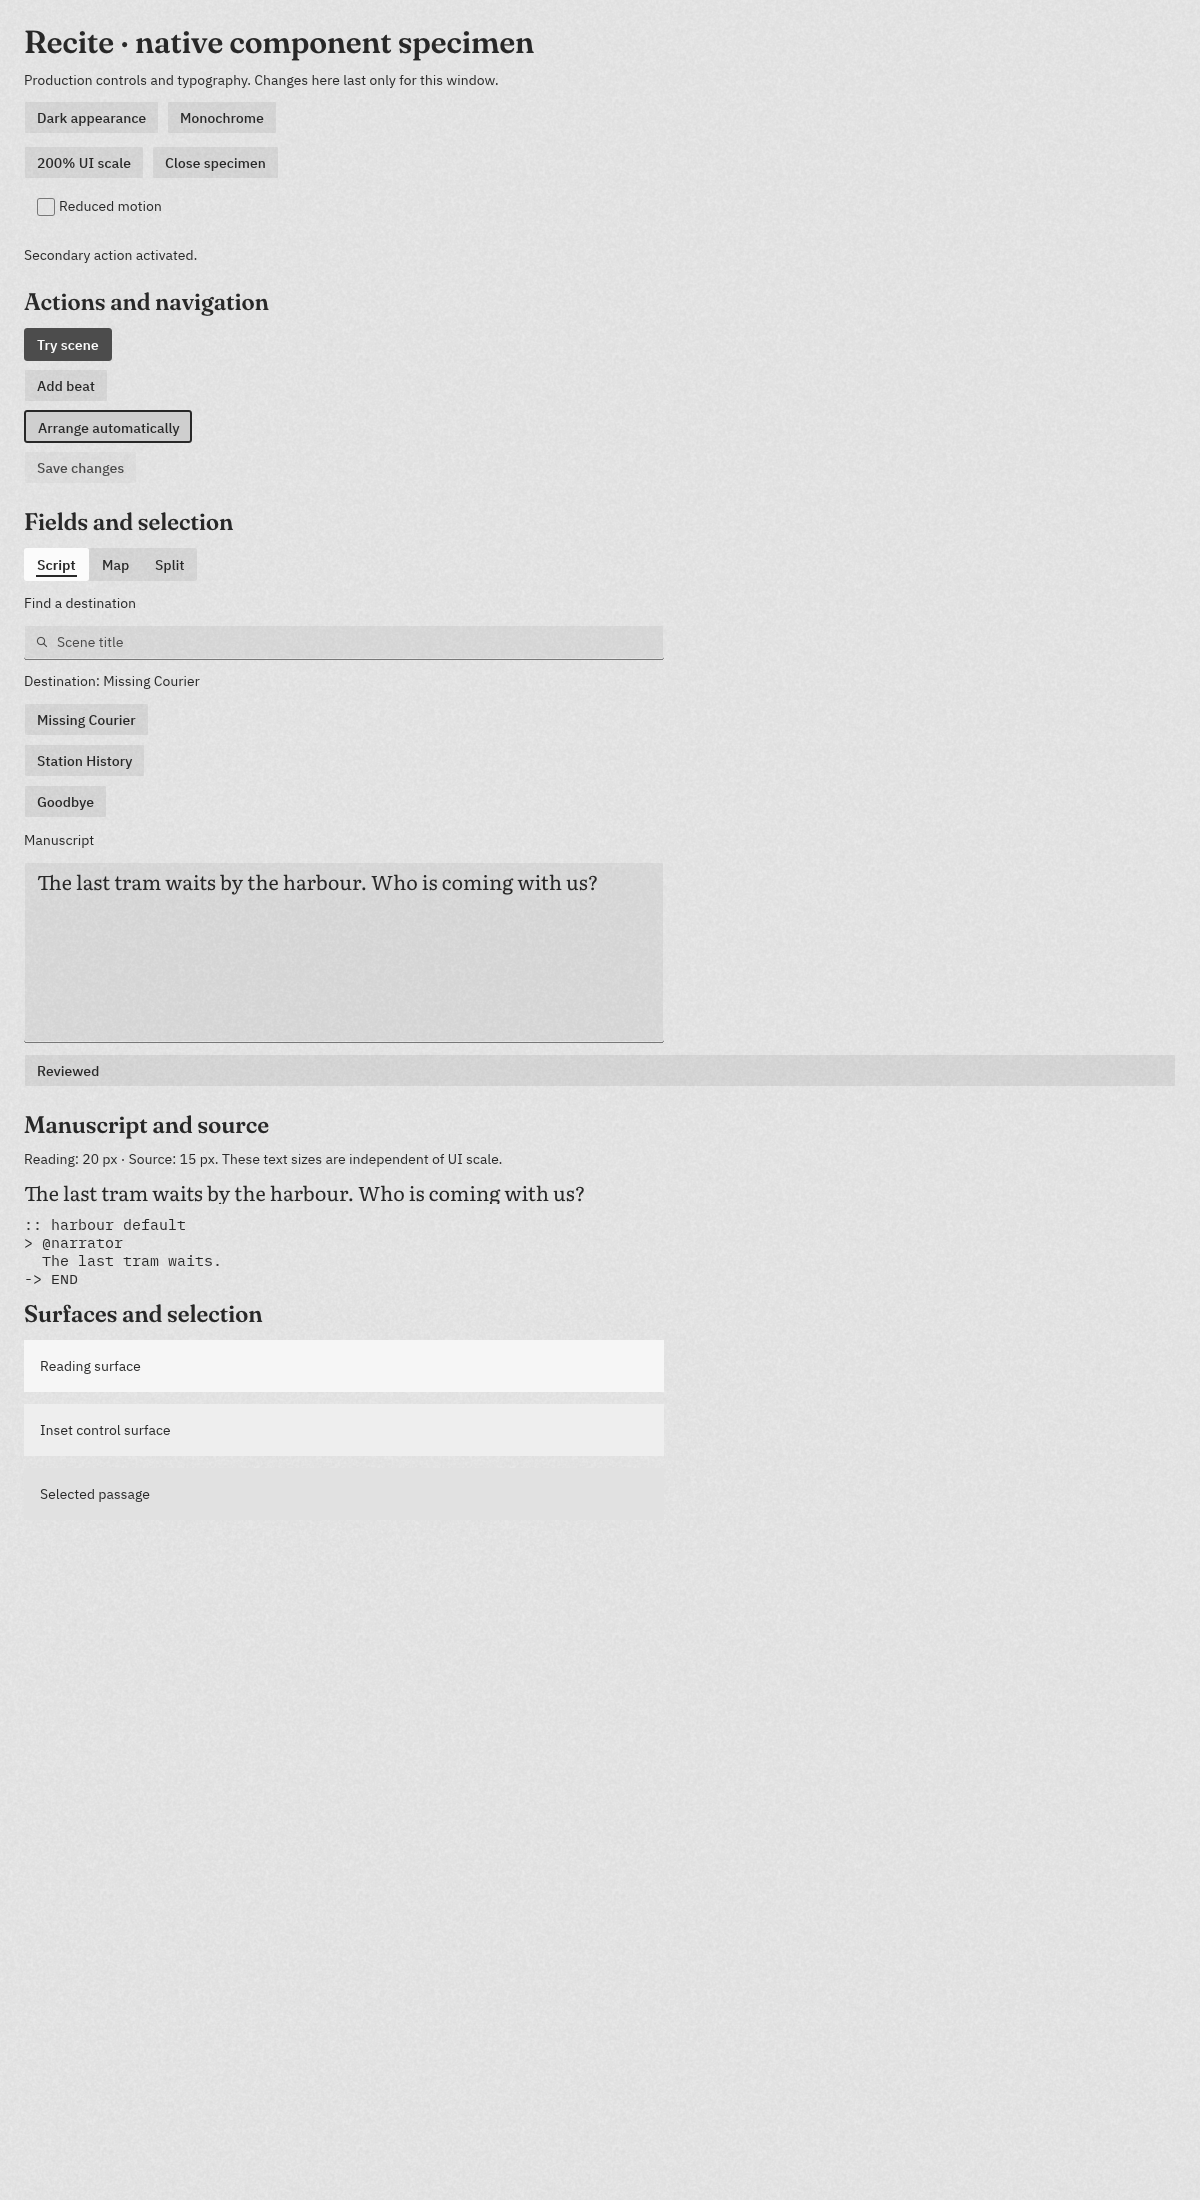 Recite · native component specimen
Production controls and typography. Changes here last only for this window.
Dark appearance Monochrome
200% UI scale Close specimen
Reduced motion
Secondary action activated.
Actions and navigation
Try scene
Add beat
Arrange automatically
Save changes
Fields and selection
Script Map Split
Find a destination
Scene title
Destination: Missing Courier
Missing Courier
Station History
Goodbye
Manuscript
The last tram waits by the harbour. Who is coming with us?
Reviewed
Manuscript and source
Reading: 20 px · Source: 15 px. These text sizes are independent of UI scale.
The last tram waits by the harbour. Who is coming with us?
:: harbour default
> @narrator
  The last tram waits.
-> END
Surfaces and selection
Reading surface
Inset control surface
Selected passage